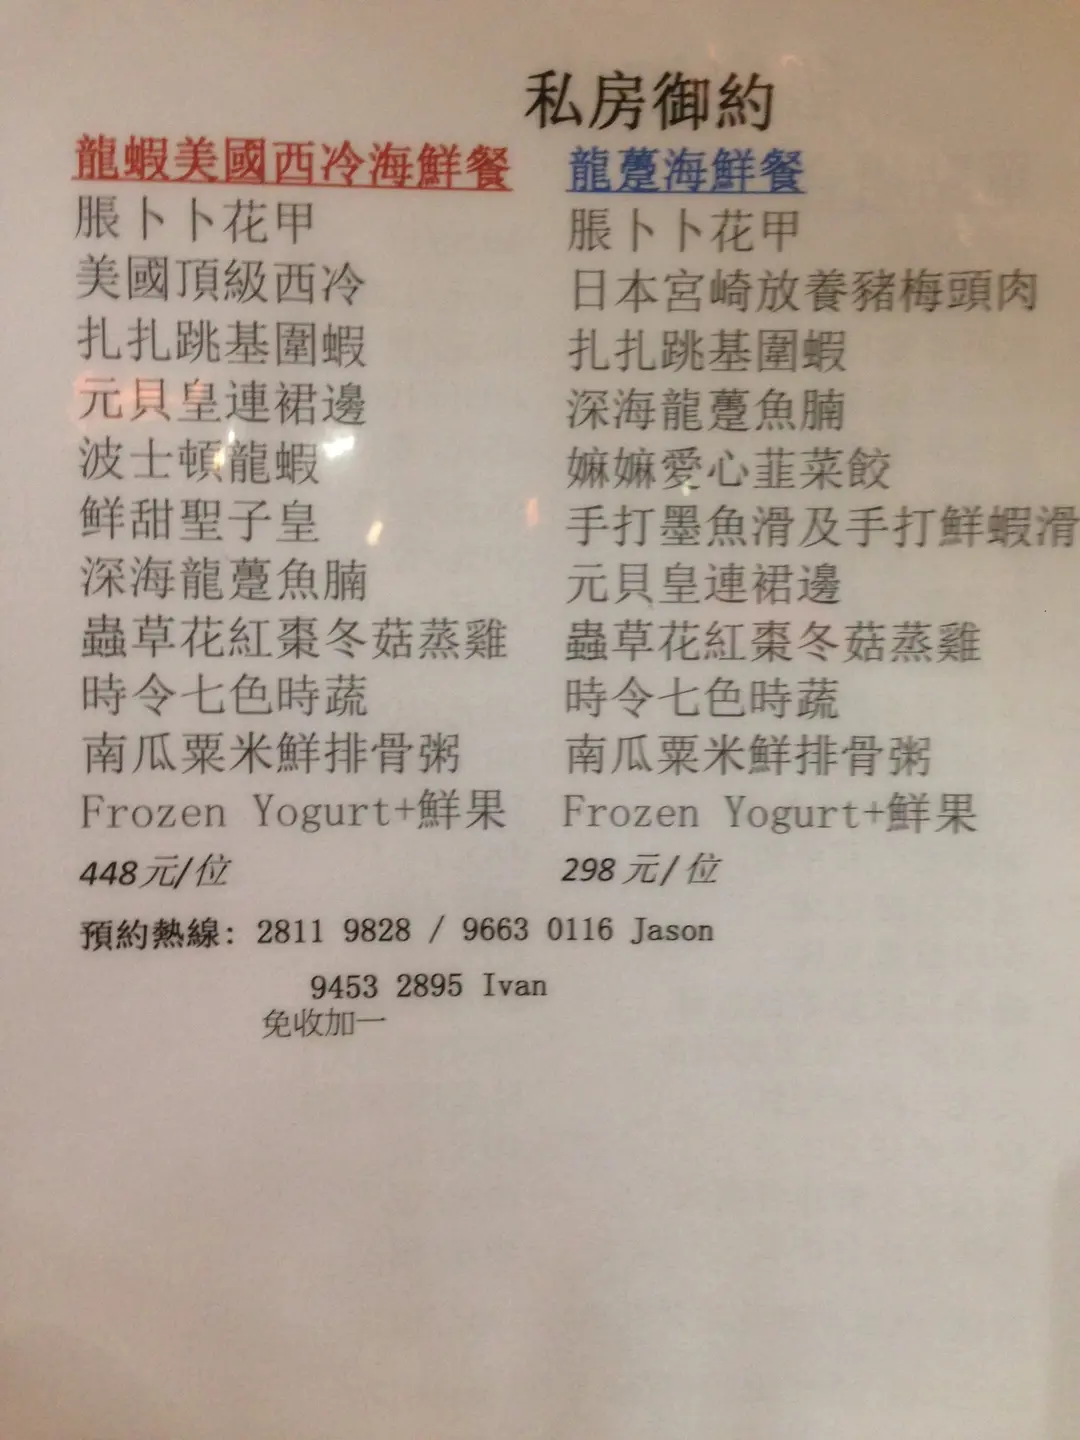 私房御約
龍蝦美國西冷海鮮餐
脹卜卜花甲
美國頂級西冷
扎扎跳基圍蝦
元貝皇連裙邊
波士頓龍蝦
鮮甜聖子皇
深海龍躉魚腩
蟲草花紅棗冬菇蒸雞
時令七色時蔬
南瓜粟米鮮排骨粥
Frozen Yogurt+鮮果
448元/位
龍躉海鮮餐
脹卜卜花甲
日本宮崎放養豬梅頭肉
扎扎跳基圍蝦
深海龍躉魚腩
嫲嫲愛心韮菜餃
手打墨魚滑及手打鮮蝦滑
元貝皇連裙邊
蟲草花紅棗冬菇蒸雞
時令七色時蔬
南瓜粟米鮮排骨粥
Frozen Yogurt+鮮果
298 元/位
預約熱線: 2811 9828 / 9663 0116 Jason
9453 2895 Ivan
免收加一